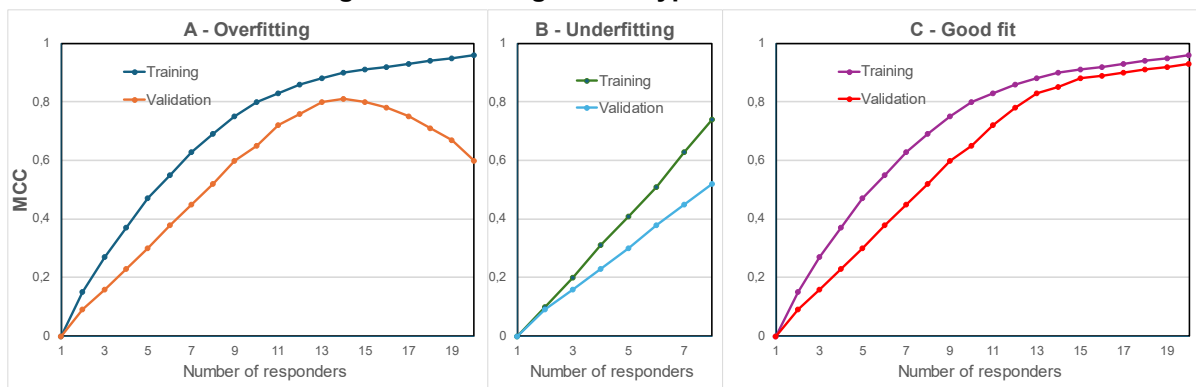 A - Overfitting
B - Underfitting
C - Good fit
1
0,8
0,6
0,4
0,2
0
MCC
Training
Validation
1 3 5 7 9 11 13 15 17 19
Number of responders
1
0,8
0,6
0,4
0,2
0
Training
Validation
1 3 5 7
Number of responders
1
0,8
0,6
0,4
0,2
0
Training
Validation
1 3 5 7 9 11 13 15 17 19
Number of responders